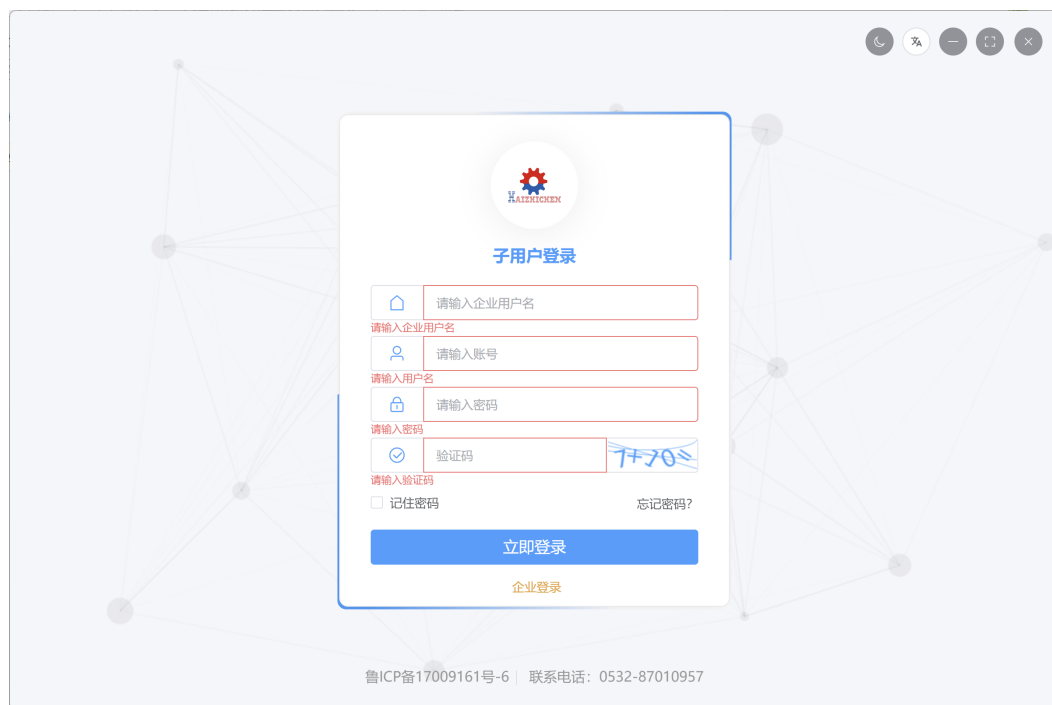 HAIZHICHEM
子用户登录
请输入企业用户名
请输入企业用户名
请输入账号
请输入用户名
请输入密码
请输入密码
验证码
请输入验证码
记住密码 忘记密码?
立即登录
企业登录
鲁ICP备17009161号-6 | 联系电话：0532-87010957